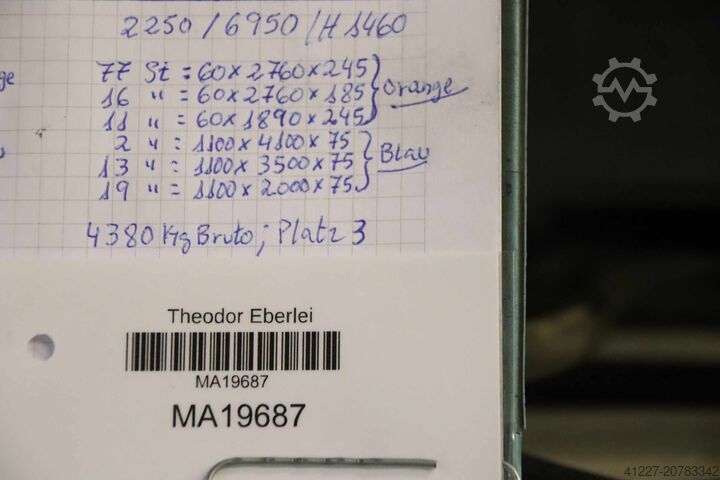 2250/6950/H1460
77 St = 60x2760x245
16 " = 60x2760x185
11 " = 60x1890x245
Orange
2 " = 1100x4100x75
13 " = 1100x3500x75
19 " = 1100x2000x75
Blau
4380 Kg Bruto; Platz 3
Theodor Eberlei
MA19687
MA19687
41227-20783342